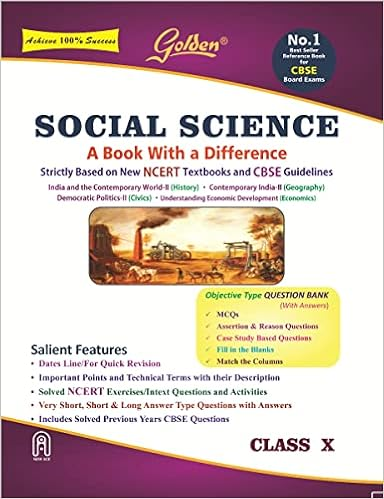 Achieve 100% Success
Golden®
No.1
Best Seller
Reference Book
for
CBSE
Board Exams
SOCIAL SCIENCE
A Book With a Difference
Strictly Based on New NCERT Textbooks and CBSE Guidelines
India and the Contemporary World-II (History) • Contemporary India-II (Geography)
Democratic Politics-II (Civics) • Understanding Economic Development (Economics)
Objective Type QUESTION BANK
(With Answers)
✓ MCQs
✓ Assertion & Reason Questions
✓ Case Study Based Questions
✓ Fill in the Blanks
✓ Match the Columns
Salient Features
• Dates Line/For Quick Revision
• Important Points and Technical Terms with their Description
• Solved NCERT Exercises/Intext Questions and Activities
• Very Short, Short & Long Answer Type Questions with Answers
• Includes Solved Previous Years CBSE Questions
NEW AGE
CLASS X